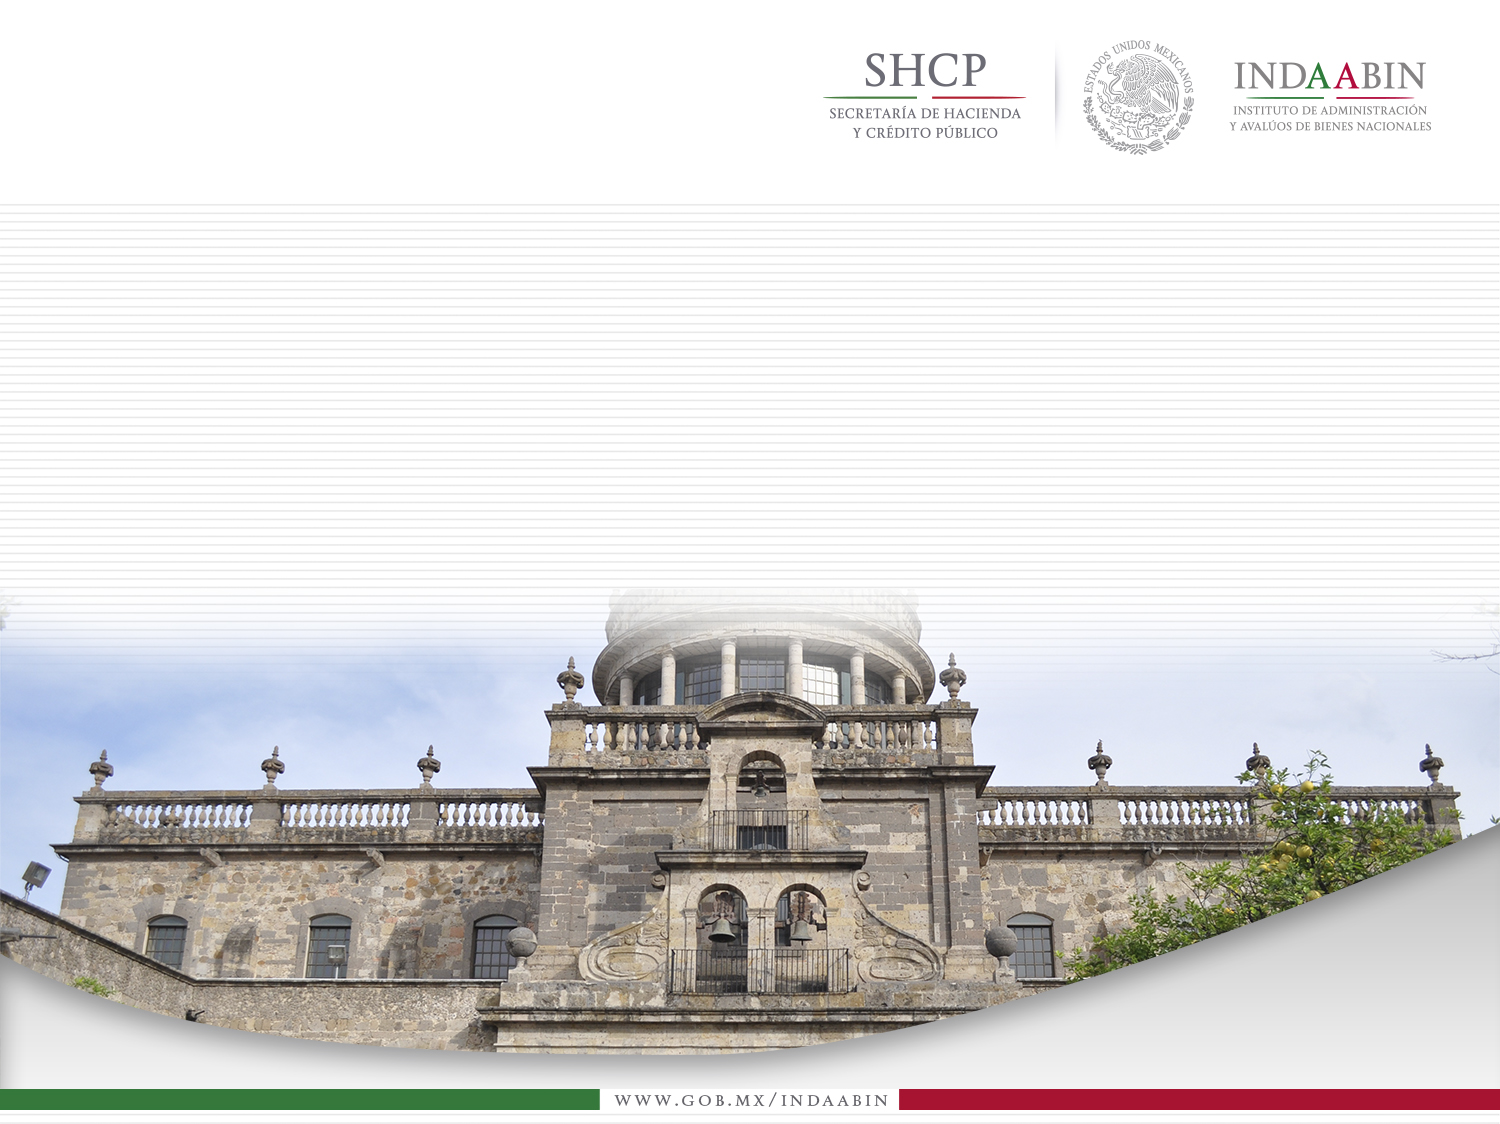 SHCP
SECRETARÍA DE HACIENDA
Y CRÉDITO PÚBLICO
ESTADOS UNIDOS MEXICANOS
INDAABIN
INSTITUTO DE ADMINISTRACIÓN
Y AVALÚOS DE BIENES NACIONALES
WWW.GOB.MX/INDAABIN